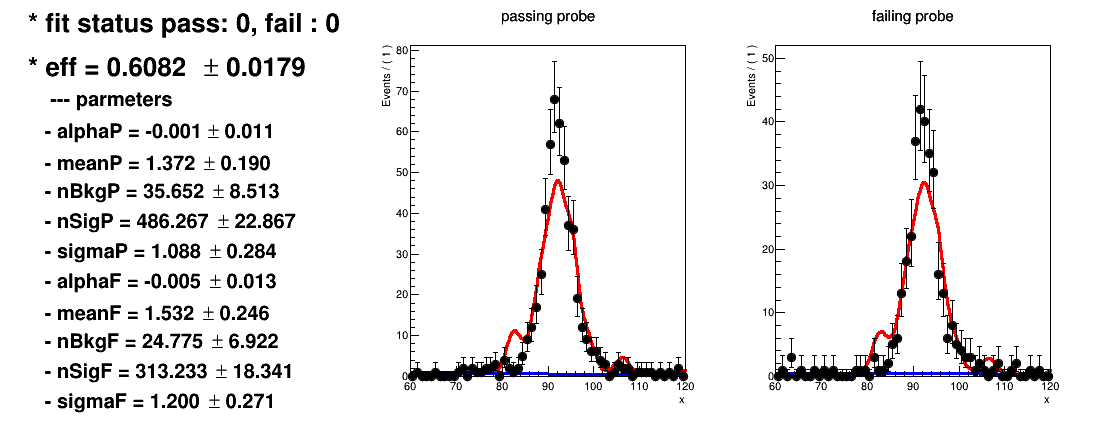 * fit status pass: 0, fail : 0
* eff = 0.6082 ± 0.0179
--- parmeters
- alphaP = -0.001 ± 0.011
- meanP = 1.372 ± 0.190
- nBkgP = 35.652 ± 8.513
- nSigP = 486.267 ± 22.867
- sigmaP = 1.088 ± 0.284
- alphaF = -0.005 ± 0.013
- meanF = 1.532 ± 0.246
- nBkgF = 24.775 ± 6.922
- nSigF = 313.233 ± 18.341
- sigmaF = 1.200 ± 0.271
passing probe
Events / ( 1 )
80
70
60
50
40
30
20
10
0
60 70 80 90 100 110 120
x
failing probe
Events / ( 1 )
50
40
30
20
10
0
60 70 80 90 100 110 120
x